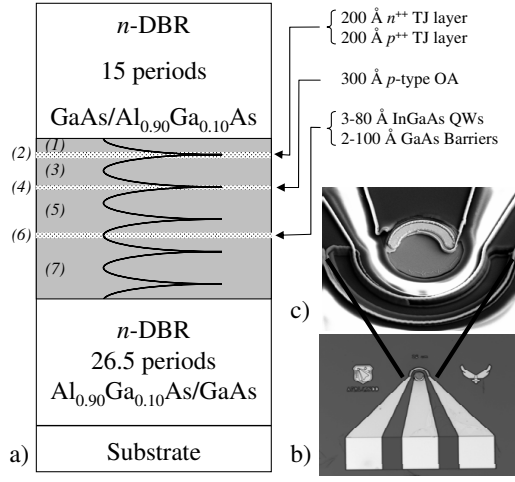 a)
n-DBR
15 periods
GaAs/Al0.90Ga0.10As
(1)
(2)
(3)
(4)
(5)
(6)
(7)
n-DBR
26.5 periods
Al0.90Ga0.10As/GaAs
Substrate
a)
200 Å n++ TJ layer
200 Å p++ TJ layer
300 Å p-type OA
3-80 Å InGaAs QWs
2-100 Å GaAs Barriers
c)
b)